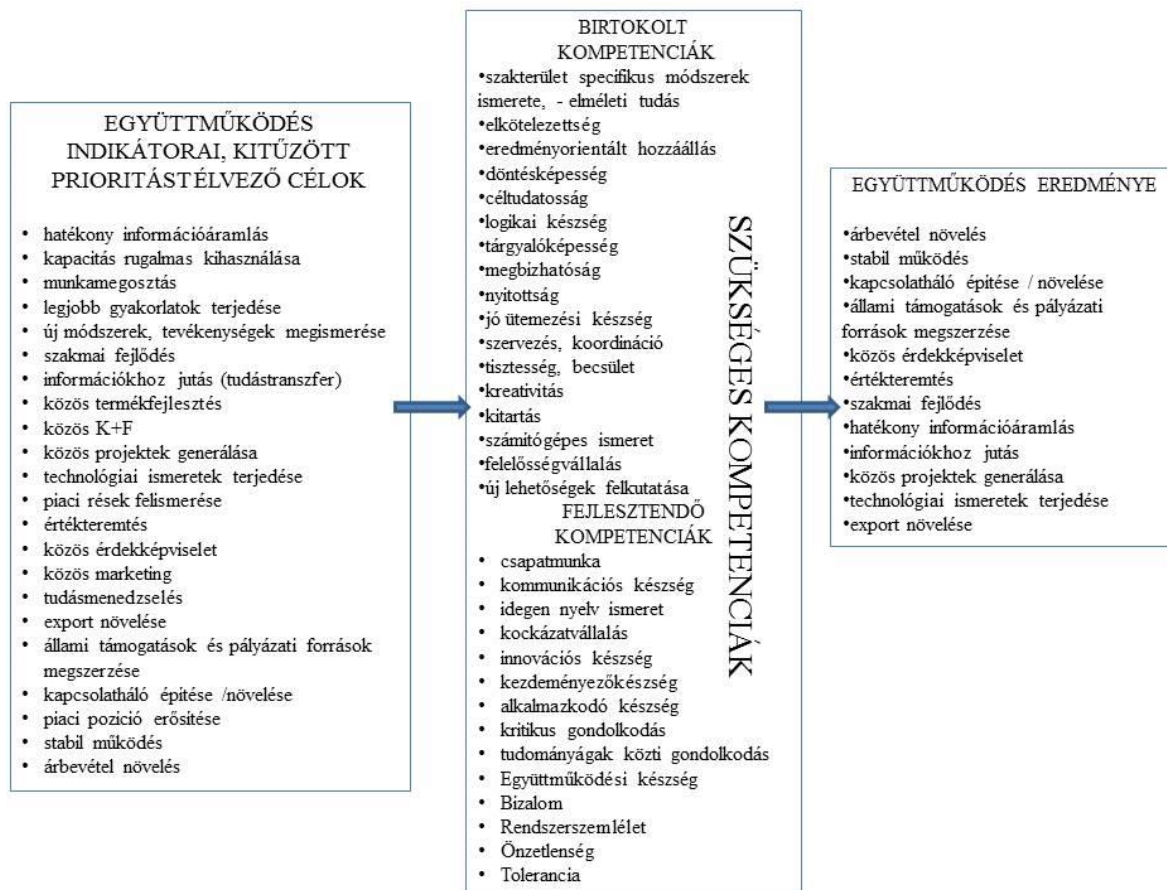 EGYÜTTMŰKÖDÉS
INDIKÁTORAI, KITŰZÖTT
PRIORITÁST ÉLVEZŐ CÉLOK
• hatékony információáramlás
• kapacitás rugalmas kihasználása
• munkamegosztás
• legjobb gyakorlatok terjedése
• új módszerek, tevékenységek megismerése
• szakmai fejlődés
• információkhoz jutás (tudástranszfer)
• közös termékfejlesztés
• közös K+F
• közös projektek generálása
• technológiai ismeretek terjedése
• piaci rések felismerése
• értékteremtés
• közös érdekképviselet
• közös marketing
• tudásmenedzselés
• export növelése
• állami támogatások és pályázati források
megszerzése
• kapcsolatháló építése /növelése
• piaci pozíció erősítése
• stabil működés
• árbevétel növelés
BIRTOKOLT
KOMPETENCIÁK
•szakterület specifikus módszerek
ismerete, - elméleti tudás
•elkötelezettség
•eredményorientált hozzáállás
•döntésképesség
•céltudatosság
•logikai készség
•tárgyalóképesség
•megbízhatóság
•nyitottság
•jó ütemezési készség
•szervezés, koordináció
•tisztesség, becsület
•kreativitás
•kitartás
•számítógépes ismeret
•felelősségvállalás
•új lehetőségek felkutatása
FEJLESZTENDŐ
KOMPETENCIÁK
• csapatmunka
• kommunikációs készség
• idegen nyelv ismeret
• kockázatvállalás
• innovációs készség
• kezdeményezőkészség
• alkalmazkodó készség
• kritikus gondolkodás
• tudományágak közti gondolkodás
• Együttműködési készség
• Bizalom
• Rendszerszemlélet
• Önzetlenség
• Tolerancia
SZÜKSÉGES KOMPETENCIÁK
EGYÜTTMŰKÖDÉS EREDMÉNYE
•árbevétel növelés
•stabil működés
•kapcsolatháló építése / növelése
•állami támogatások és pályázati
források megszerzése
•közös érdekképviselet
•értékteremtés
•szakmai fejlődés
•hatékony információáramlás
•információkhoz jutás
•közös projektek generálása
•technológiai ismeretek terjedése
•export növelése